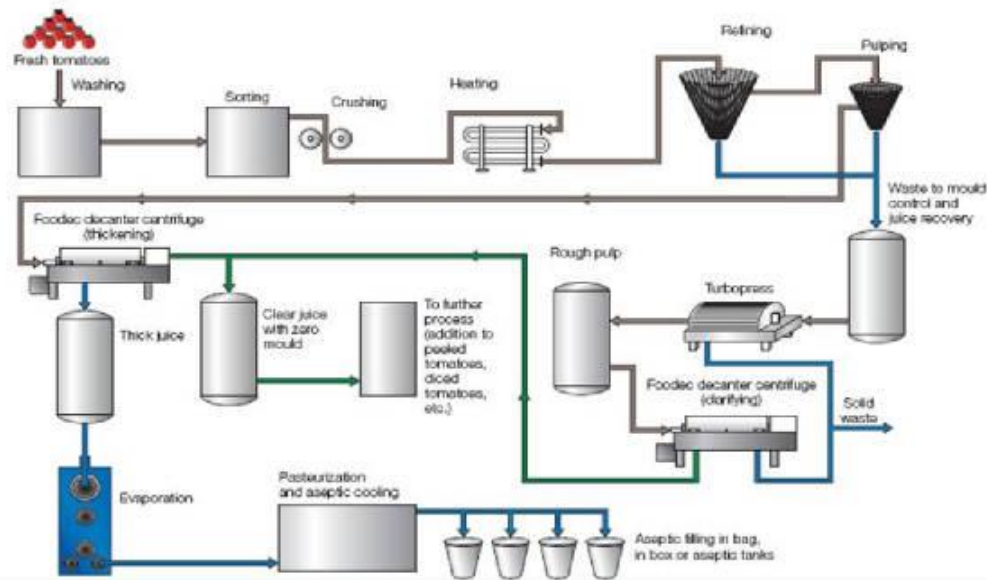 Fresh tomatoes
Washing
Sorting
Crushing
Heating
Refining
Pulping
Waste to mould
control and
juice recovery
Foodec decanter centrifuge
(thickening)
Rough pulp
Turbopress
Thick juice
Clear juice
with zero
mould
To further
process
(addition to
peeled
tomatoes,
diced
tomatoes,
etc.)
Foodec decanter centrifuge
(clarifying)
Solid
waste
Evaporation
Pasteurization
and aseptic cooling
Aseptic filling in bag,
in box or aseptic tanks